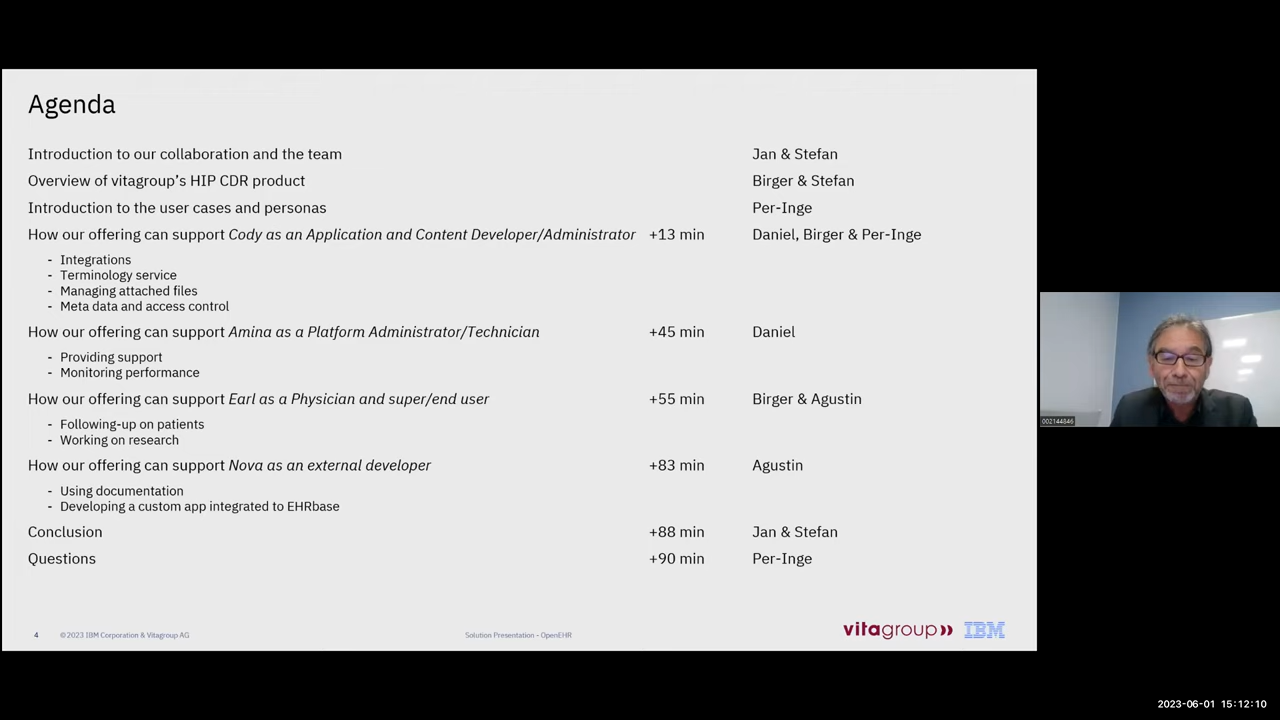 Agenda
Introduction to our collaboration and the team Jan & Stefan
Overview of vitagroup's HIP CDR product Birger & Stefan
Introduction to the user cases and personas Per-Inge
How our offering can support Cody as an Application and Content Developer/Administrator +13 min Daniel, Birger & Per-Inge
- Integrations
- Terminology service
- Managing attached files
- Meta data and access control
How our offering can support Amina as a Platform Administrator/Technician +45 min Daniel
- Providing support
- Monitoring performance
How our offering can support Earl as a Physician and super/end user +55 min Birger & Agustin
- Following-up on patients
- Working on research
How our offering can support Nova as an external developer +83 min Agustin
- Using documentation
- Developing a custom app integrated to EHRbase
Conclusion +88 min Jan & Stefan
Questions +90 min Per-Inge
4 ©2023 IBM Corporation & Vitagroup AG Solution Presentation - OpenEHR vitagroup IBM
002144846
2023-06-01 15:12:10